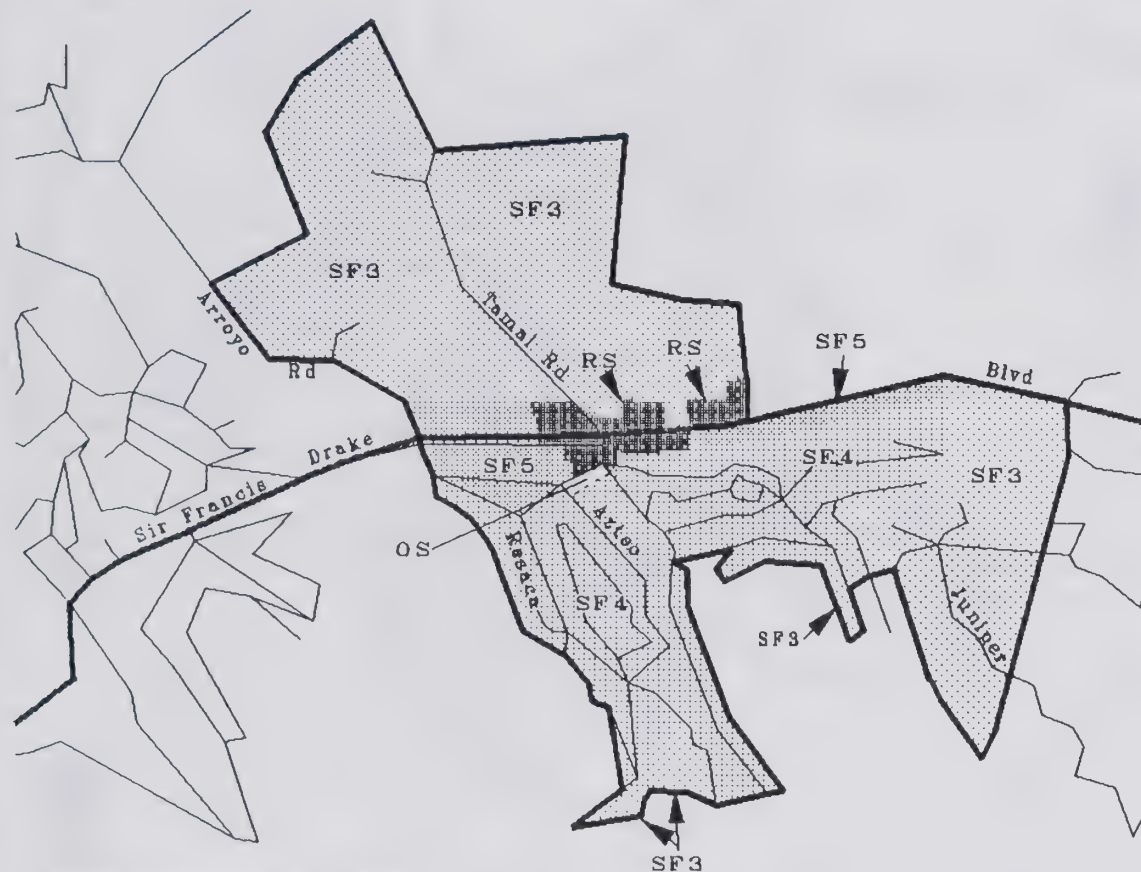 SF3
SF3
Arroyo
Rd
Tamal Rd
RS
RS
SF5
Blvd
Sir Francis
Drake
SF5
SF4
SF3
OS
Resaca
Aztec
SF4
SF3
Juniper
SF3